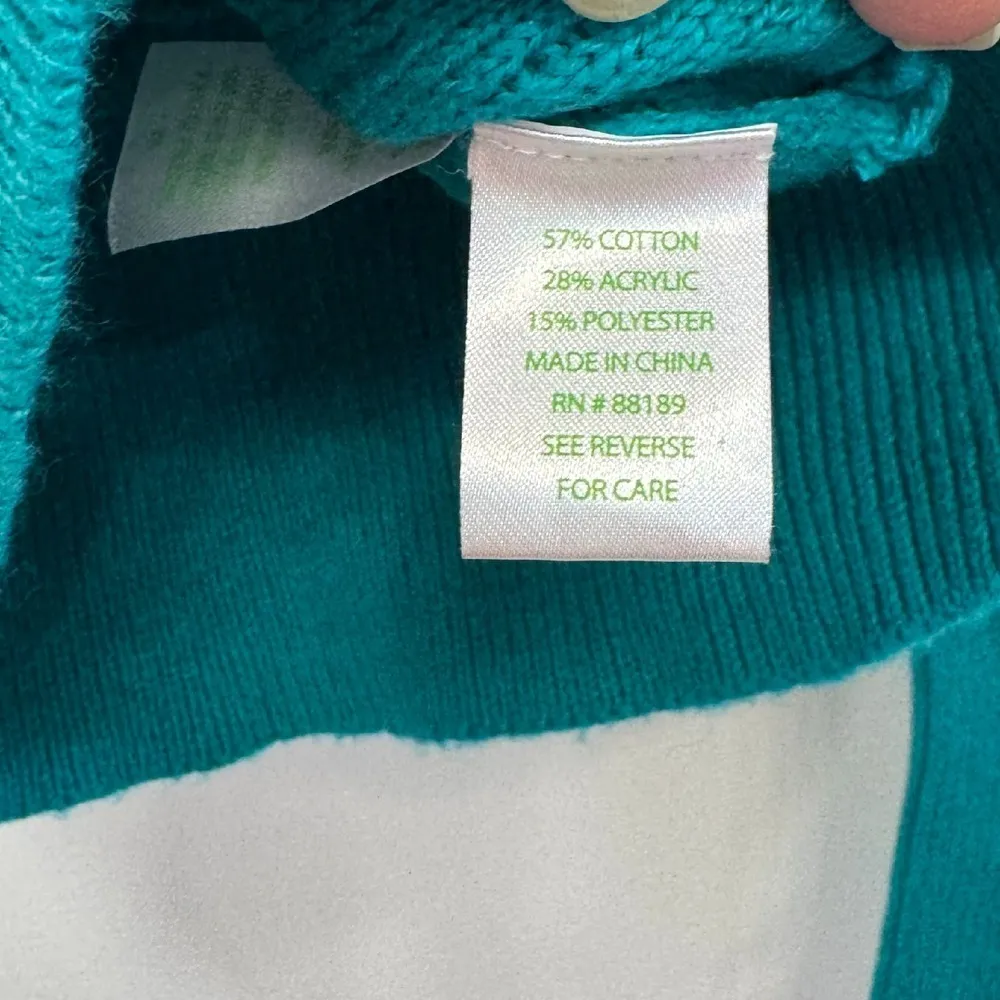 57% COTTON
28% ACRYLIC
15% POLYESTER
MADE IN CHINA
RN # 88189
SEE REVERSE
FOR CARE